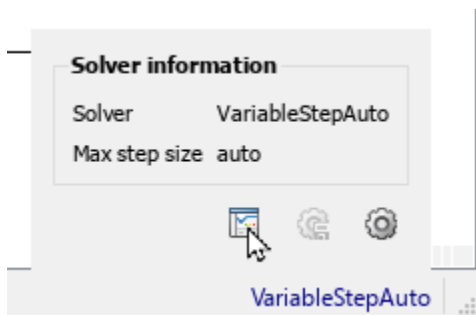 Solver information
Solver VariableStepAuto
Max step size auto
VariableStepAuto